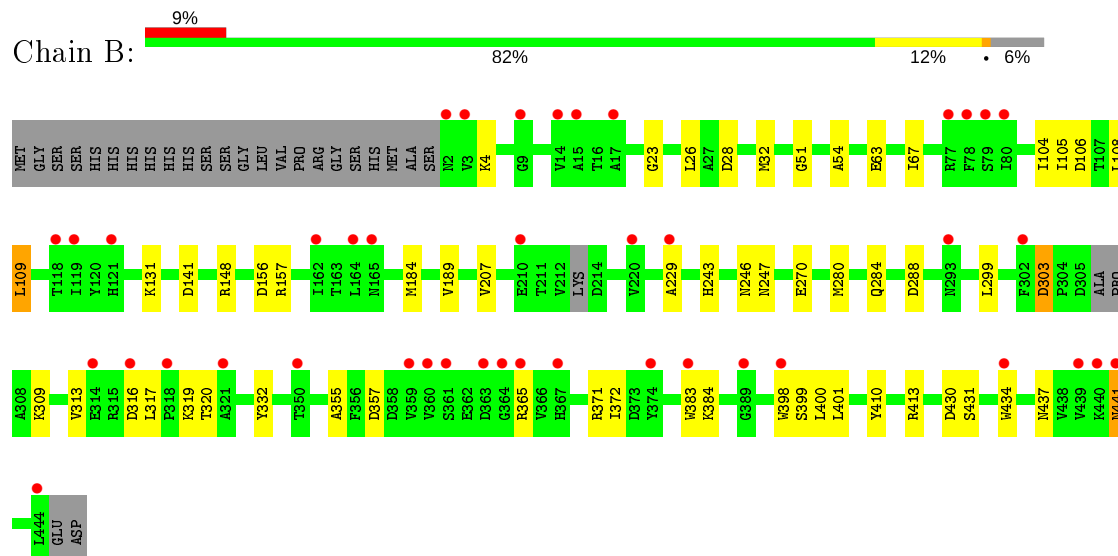 9%
Chain B:
82% 12% • 6%
MET GLY SER SER HIS HIS HIS HIS HIS HIS SER SER GLY LEU VAL PRO ARG GLY SER HIS MET ALA SER N2 V3 K4 G9 V14 A15 T16 A17 G23 L26 A27 D28 M32 G51 A54 E63 I67 R77 F78 S79 I80 I104 I105 D106 T107 L108
L109 T118 I119 Y120 H121 K131 D141 R148 D156 R157 I162 T163 L164 N165 M184 V189 V207 E210 T211 V212 LYS D214 V220 A229 H243 N246 N247 E270 M280 Q284 D288 N293 L299 F302 D303 P304 D305 ALA PRO
A308 K309 V313 E314 R315 D316 L317 P318 K319 T320 A321 Y332 T350 A355 F356 D357 D358 V359 V360 S361 E362 D363 G364 R365 V366 H367 R371 I372 D373 Y374 W383 K384 G389 W398 L400 L401 Y410 R413 D430 S431 W434 N437 V438 V439 K440
L444 GLU ASP